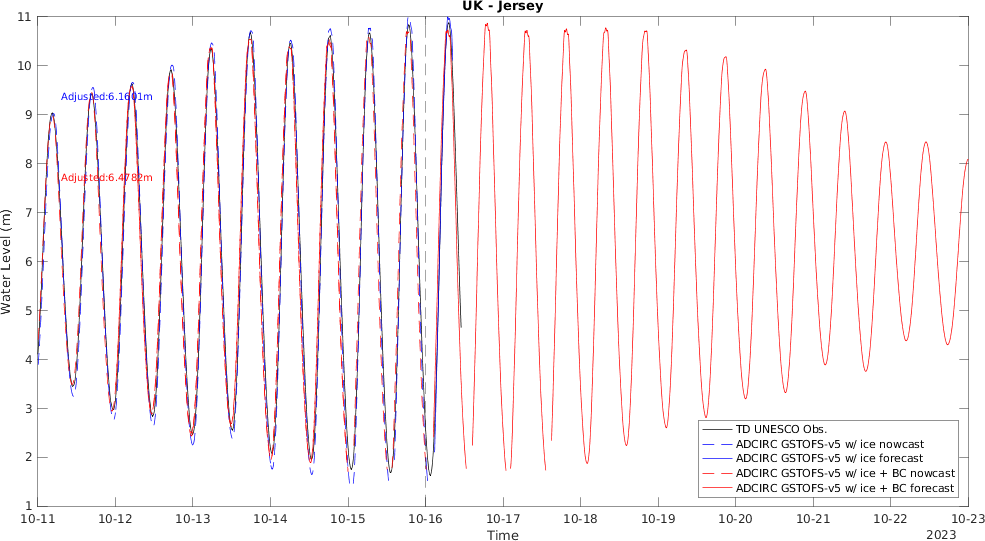 UK - Jersey
11
10
9
8
7
6
5
4
3
2
1
Water Level (m)
Adjusted:6.1601m
Adjusted:6.4782m
TD UNESCO Obs.
ADCIRC GSTOFS-v5 w/ ice nowcast
ADCIRC GSTOFS-v5 w/ ice forecast
ADCIRC GSTOFS-v5 w/ ice + BC nowcast
ADCIRC GSTOFS-v5 w/ ice + BC forecast
10-11 10-12 10-13 10-14 10-15 10-16 10-17 10-18 10-19 10-20 10-21 10-22 10-23
Time
2023